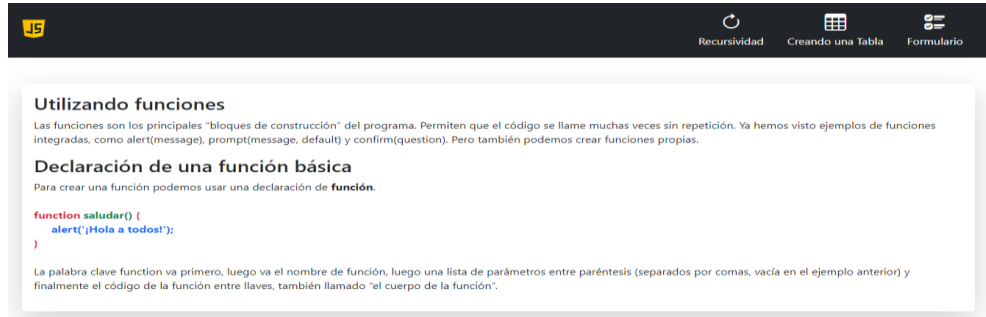 JS
Recursividad Creando una Tabla Formulario
Utilizando funciones
Las funciones son los principales "bloques de construcción" del programa. Permiten que el código se llame muchas veces sin repetición. Ya hemos visto ejemplos de funciones
integradas, como alert(message), prompt(message, default) y confirm(question). Pero también podemos crear funciones propias.
Declaración de una función básica
Para crear una función podemos usar una declaración de función.
function saludar() {
alert('¡Hola a todos!');
}
La palabra clave function va primero, luego va el nombre de función, luego una lista de parámetros entre paréntesis (separados por comas, vacía en el ejemplo anterior) y
finalmente el código de la función entre llaves, también llamado "el cuerpo de la función".